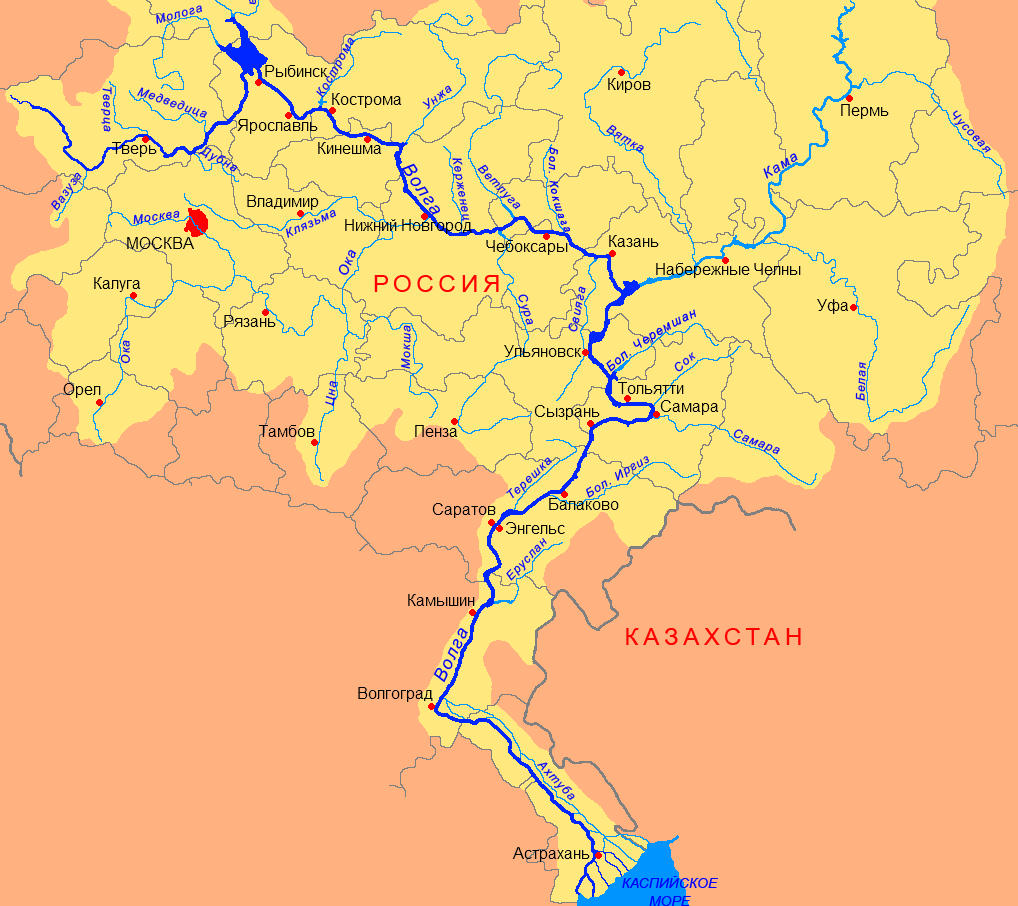 Молога
Рыбинск
Кострома
Киров
Пермь
Тверца
Медведица
Кострома
Унжа
Чусовая
Ярославль
Кинешма
Вятка
Тверь
Дубна
Вазуза
Волга
Керженец
Ветлуга
Бол. Кокшага
Кама
Москва
Владимир
Клязьма
Нижний Новгород
МОСКВА
Чебоксары
Казань
Набережные Челны
Ока
РОССИЯ
Калуга
Рязань
Сура
Свияга
Уфа
Ока
Мокша
Ульяновск
Бол. Черемшан
Сок
Белая
Орел
Цна
Тольятти
Сызрань
Самара
Тамбов
Пенза
Самара
Терешка
Бол. Иргиз
Балаково
Саратов
Энгельс
Еруслан
Камышин
Волга
КАЗАХСТАН
Волгоград
Ахтуба
Астрахань
КАСПИЙСКОЕ
МОРЕ